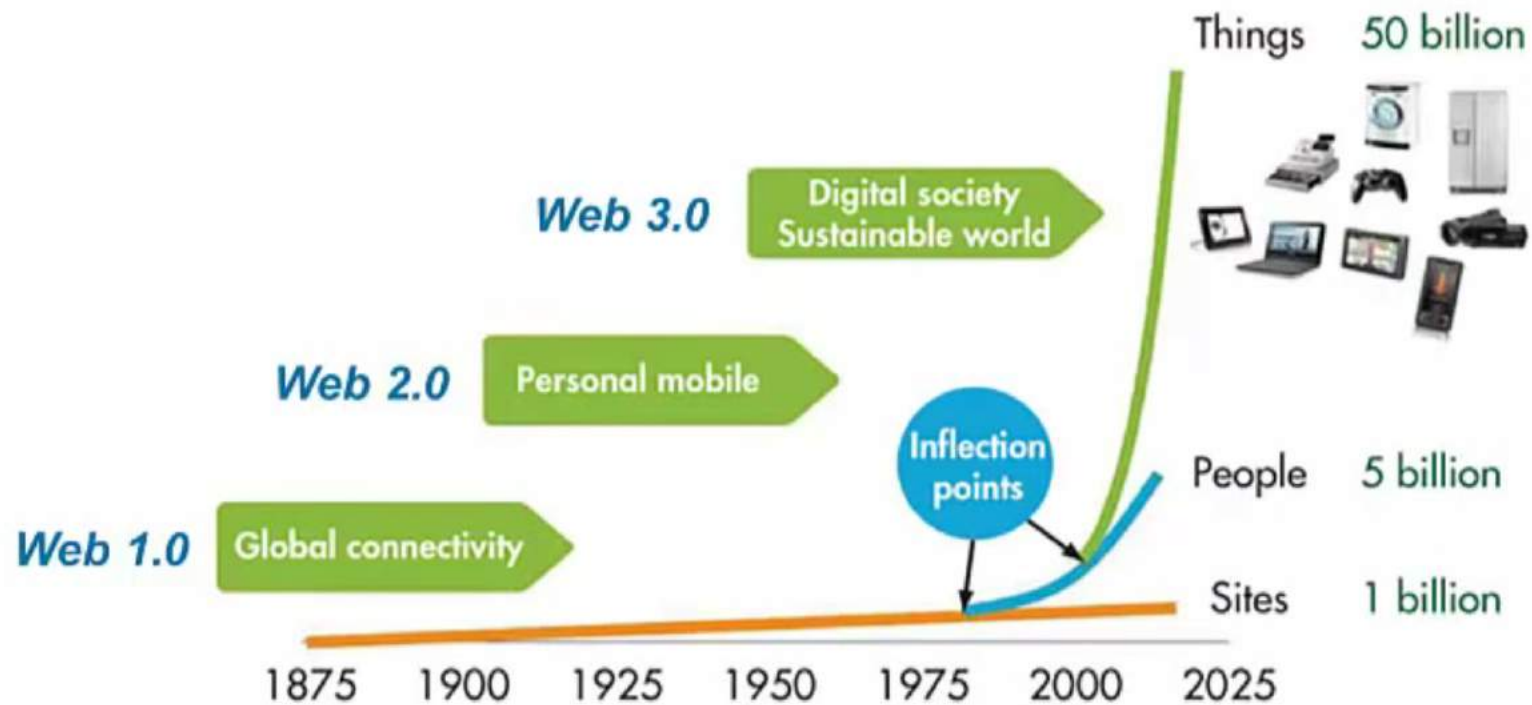 Things 50 billion
Web 3.0
Digital society
Sustainable world
Web 2.0
Personal mobile
Inflection
points
People 5 billion
Web 1.0
Global connectivity
Sites 1 billion
1875 1900 1925 1950 1975 2000 2025